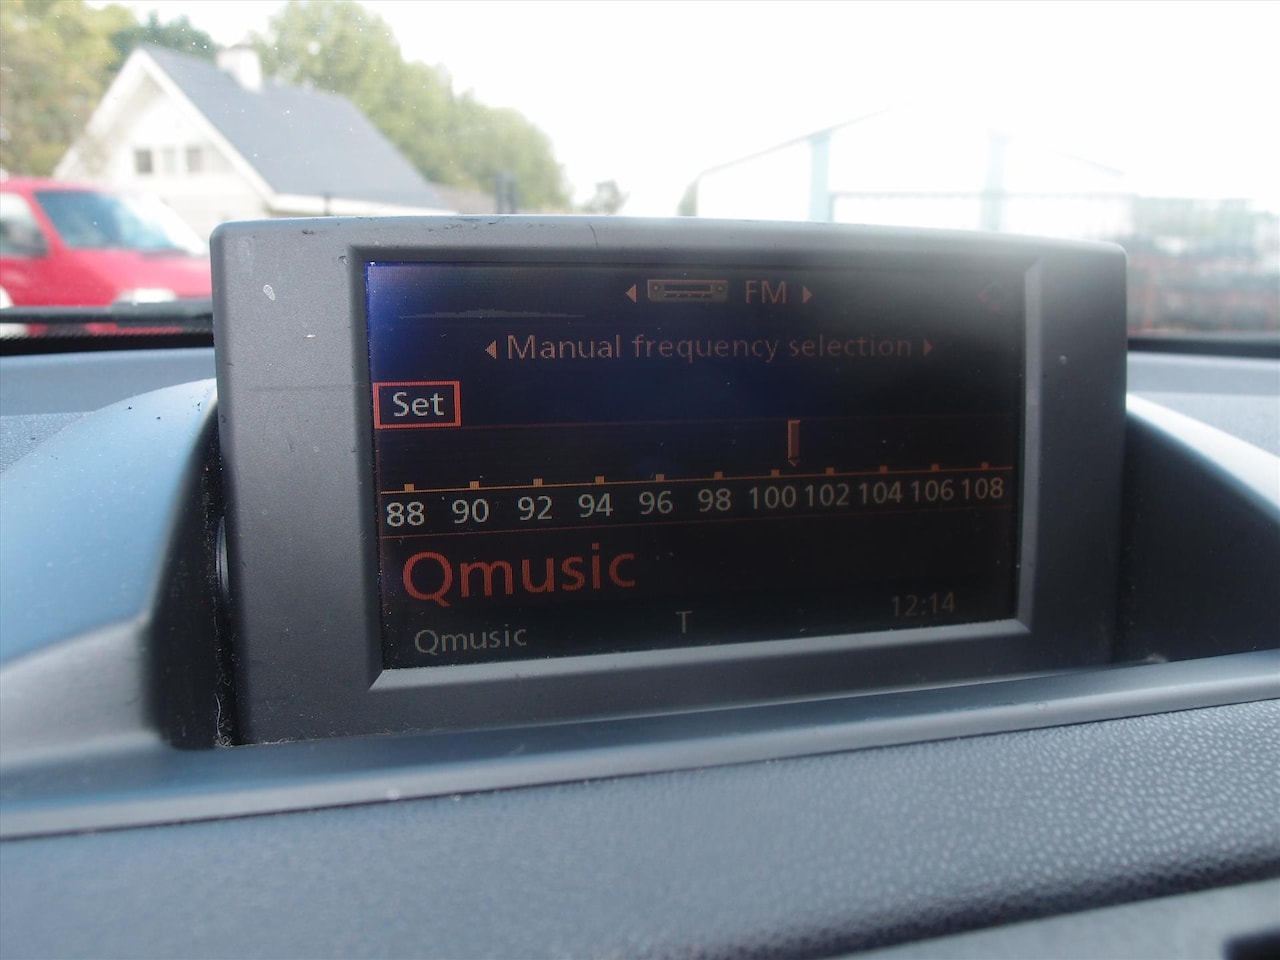 FM
Manual frequency selection
Set
88 90 92 94 96 98 100 102 104 106 108
Qmusic
12:14
Qmusic T